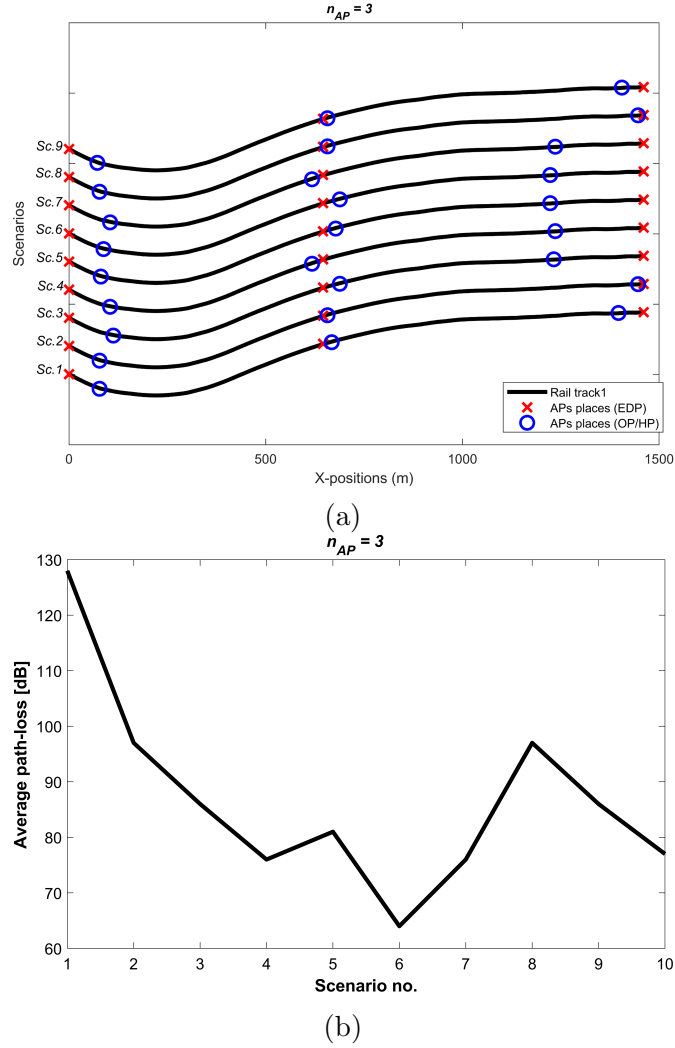 n_AP = 3
Sc.9
Sc.8
Sc.7
Sc.6
Sc.5
Sc.4
Sc.3
Sc.2
Sc.1
Scenarios
Rail track1
APs places (EDP)
APs places (OP/HP)
0 500 1000 1500
X-positions (m)
(a)
n_AP = 3
130
120
110
100
90
80
70
60
Average path-loss [dB]
1 2 3 4 5 6 7 8 9 10
Scenario no.
(b)